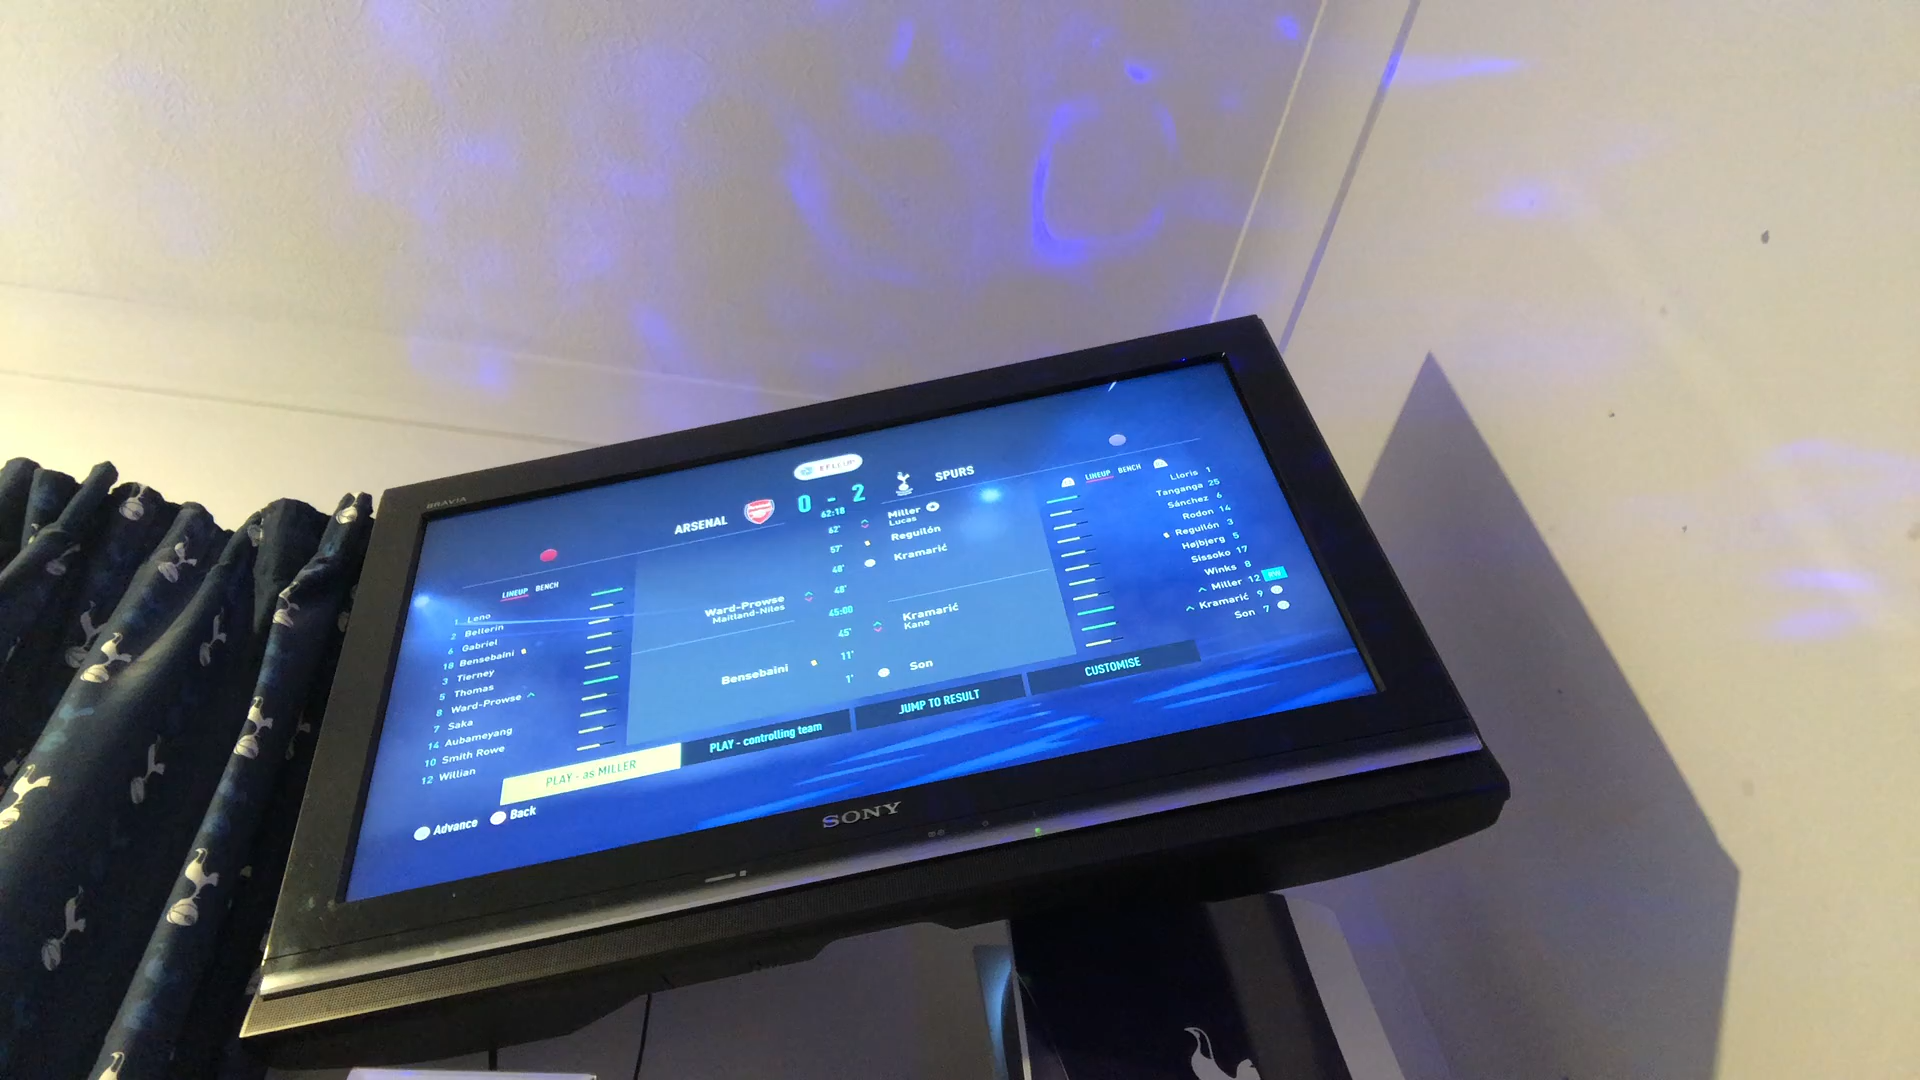 BRAVIA
EFL CUP
ARSENAL 0 - 2 SPURS
62:18
62' Miller
Lucas
57' Reguilón
48' Kramarić
Ward-Prowse 48'
Maitland-Niles
45:00
45' Kramarić
Kane
Bensebaini 11'
1' Son
LINEUP BENCH
1 Leno
2 Bellerín
6 Gabriel
18 Bensebaini
3 Tierney
5 Thomas
8 Ward-Prowse
7 Saka
14 Aubameyang
10 Smith Rowe
12 Willian
LINEUP BENCH
Lloris 1
Tanganga 25
Sánchez 6
Rodon 14
Reguilón 3
Højbjerg 5
Sissoko 17
Winks 8
Miller 12 RW
Kramarić 9
Son 7
PLAY - as MILLER
PLAY - controlling team
JUMP TO RESULT
CUSTOMISE
Advance Back
SONY